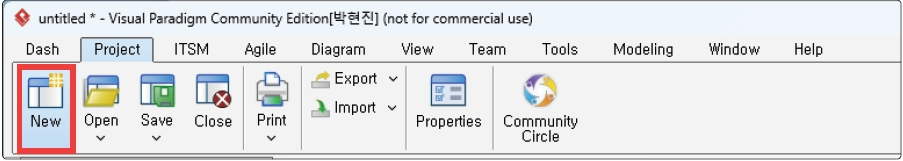 untitled * - Visual Paradigm Community Edition[박현진] (not for commercial use)
Dash Project ITSM Agile Diagram View Team Tools Modeling Window Help
New Open Save Close Print Export Import Properties Community Circle